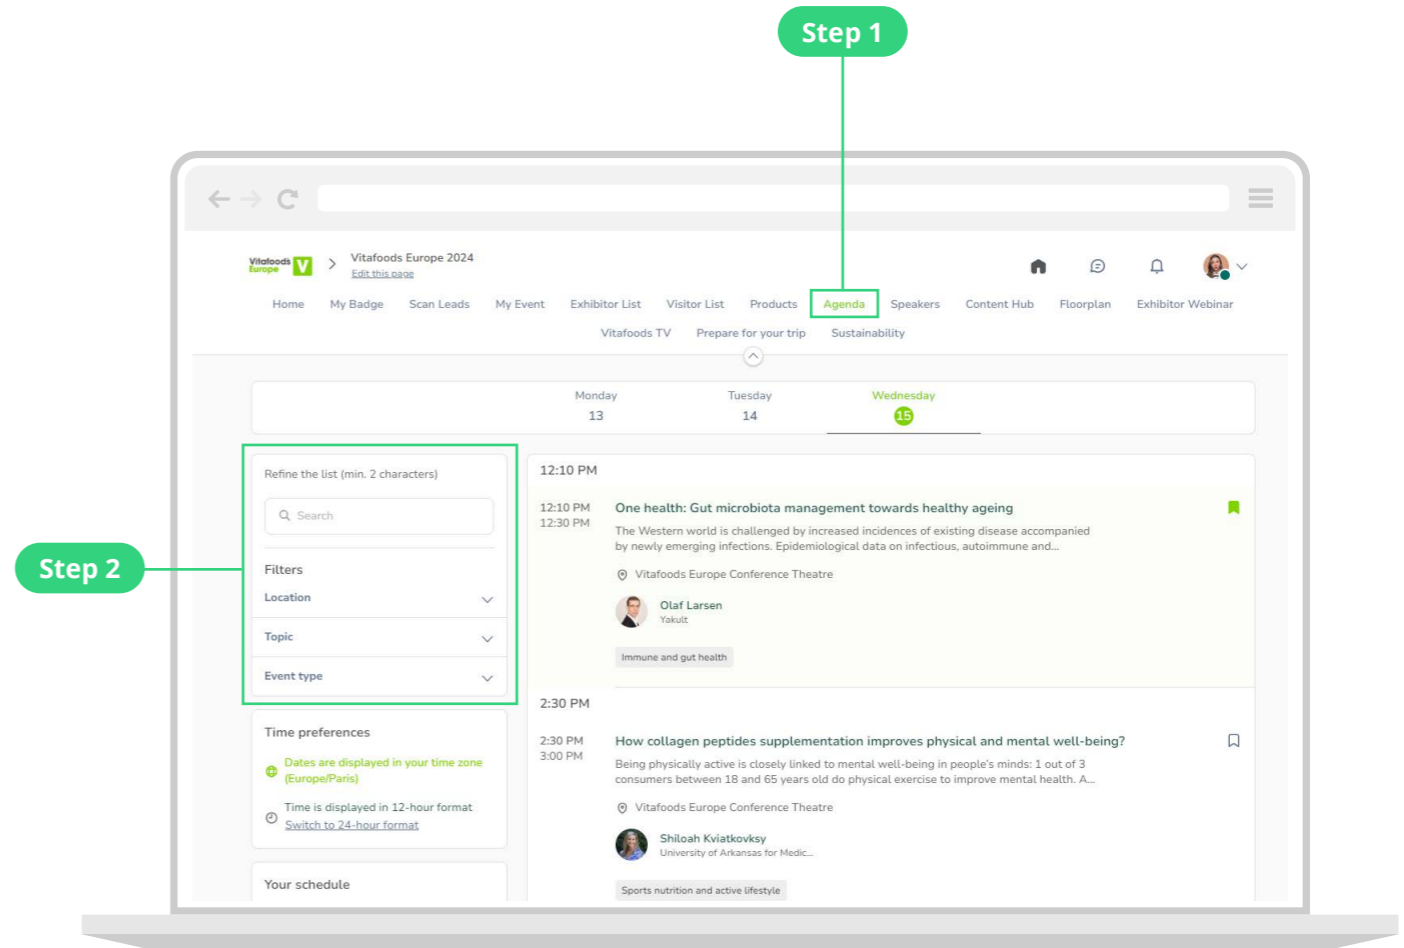 Step 1
Vitafoods
Europe
V
Vitafoods Europe 2024
Edit this page
Home My Badge Scan Leads My Event Exhibitor List Visitor List Products Agenda Speakers Content Hub Floorplan Exhibitor Webinar
Vitafoods TV Prepare for your trip Sustainability
Monday Tuesday Wednesday
13 14 15
Step 2
Refine the list (min. 2 characters)
Search
Filters
Location
Topic
Event type
Time preferences
Dates are displayed in your time zone
(Europe/Paris)
Time is displayed in 12-hour format
Switch to 24-hour format
Your schedule
12:10 PM
12:10 PM
12:30 PM
One health: Gut microbiota management towards healthy ageing
The Western world is challenged by increased incidences of existing disease accompanied
by newly emerging infections. Epidemiological data on infectious, autoimmune and...
Vitafoods Europe Conference Theatre
Olaf Larsen
Yakult
Immune and gut health
2:30 PM
2:30 PM
3:00 PM
How collagen peptides supplementation improves physical and mental well-being?
Being physically active is closely linked to mental well-being in people's minds: 1 out of 3
consumers between 18 and 65 years old do physical exercise to improve mental health. A...
Vitafoods Europe Conference Theatre
Shiloah Kviatkovksy
University of Arkansas for Medic...
Sports nutrition and active lifestyle